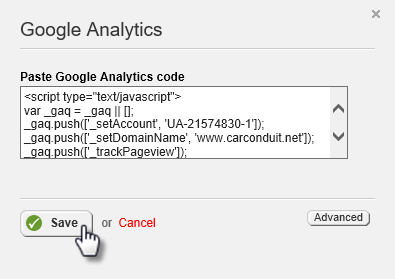 Google Analytics
Paste Google Analytics code
<script type="text/javascript">
var _gaq = _gaq || [];
_gaq.push(['_setAccount', 'UA-21574830-1']);
_gaq.push(['_setDomainName', 'www.carconduit.net']);
_gaq.push(['_trackPageview']);
Save or Cancel Advanced